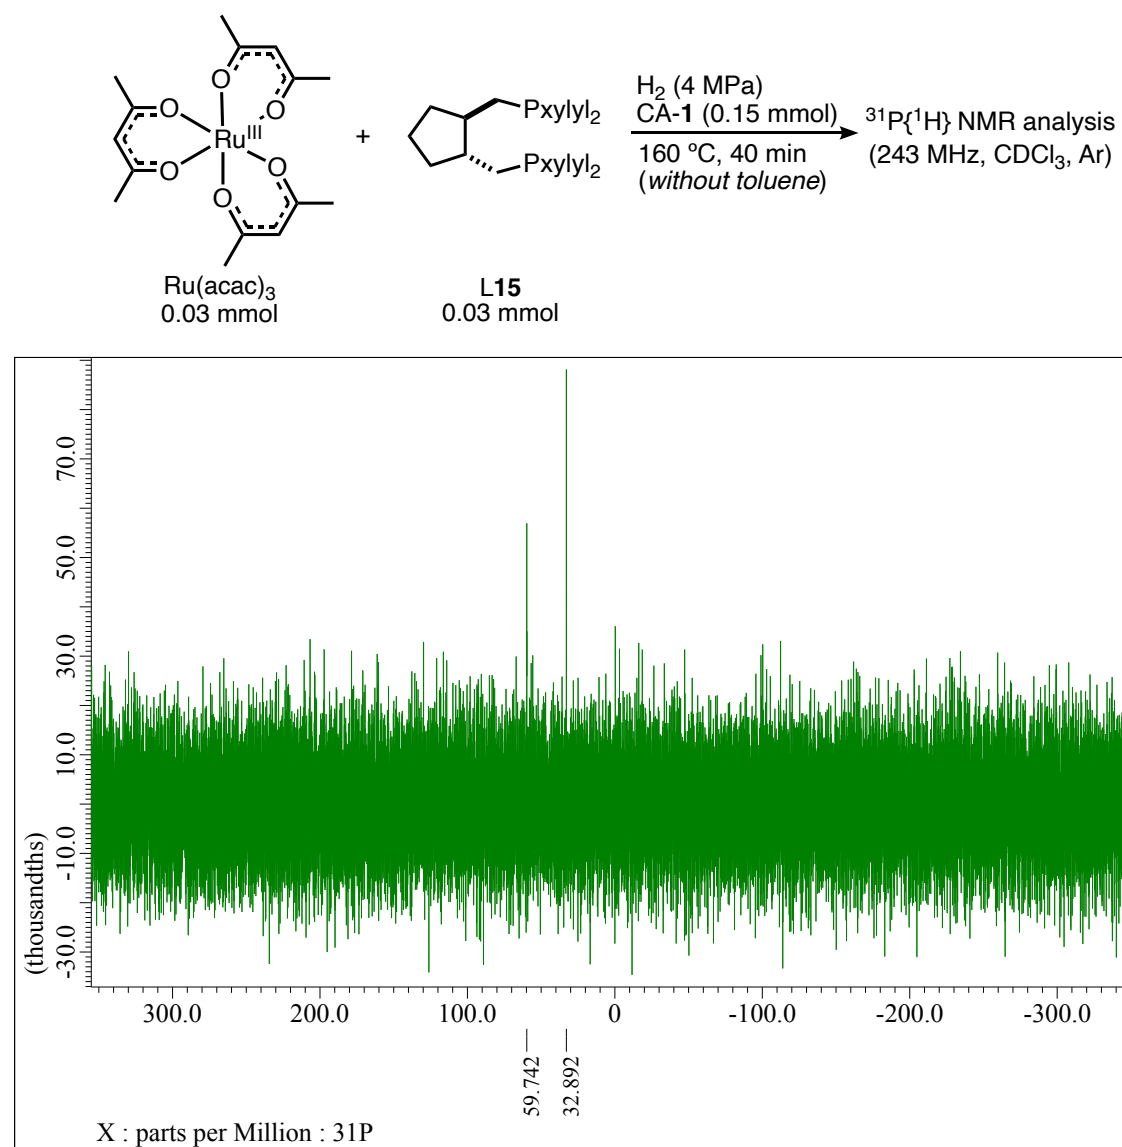 O
O
O
O
Ru^III
O
O
Ru(acac)3
0.03 mmol
+
Pxylyl2
Pxylyl2
L15
0.03 mmol
H2 (4 MPa)
CA-1 (0.15 mmol)
160 ºC, 40 min
(without toluene)
31P{1H} NMR analysis
(243 MHz, CDCl3, Ar)
(thousandths)
70.0
50.0
30.0
10.0
-10.0
-30.0
300.0 200.0 100.0 0 -100.0 -200.0 -300.0
59.742
32.892
X : parts per Million : 31P